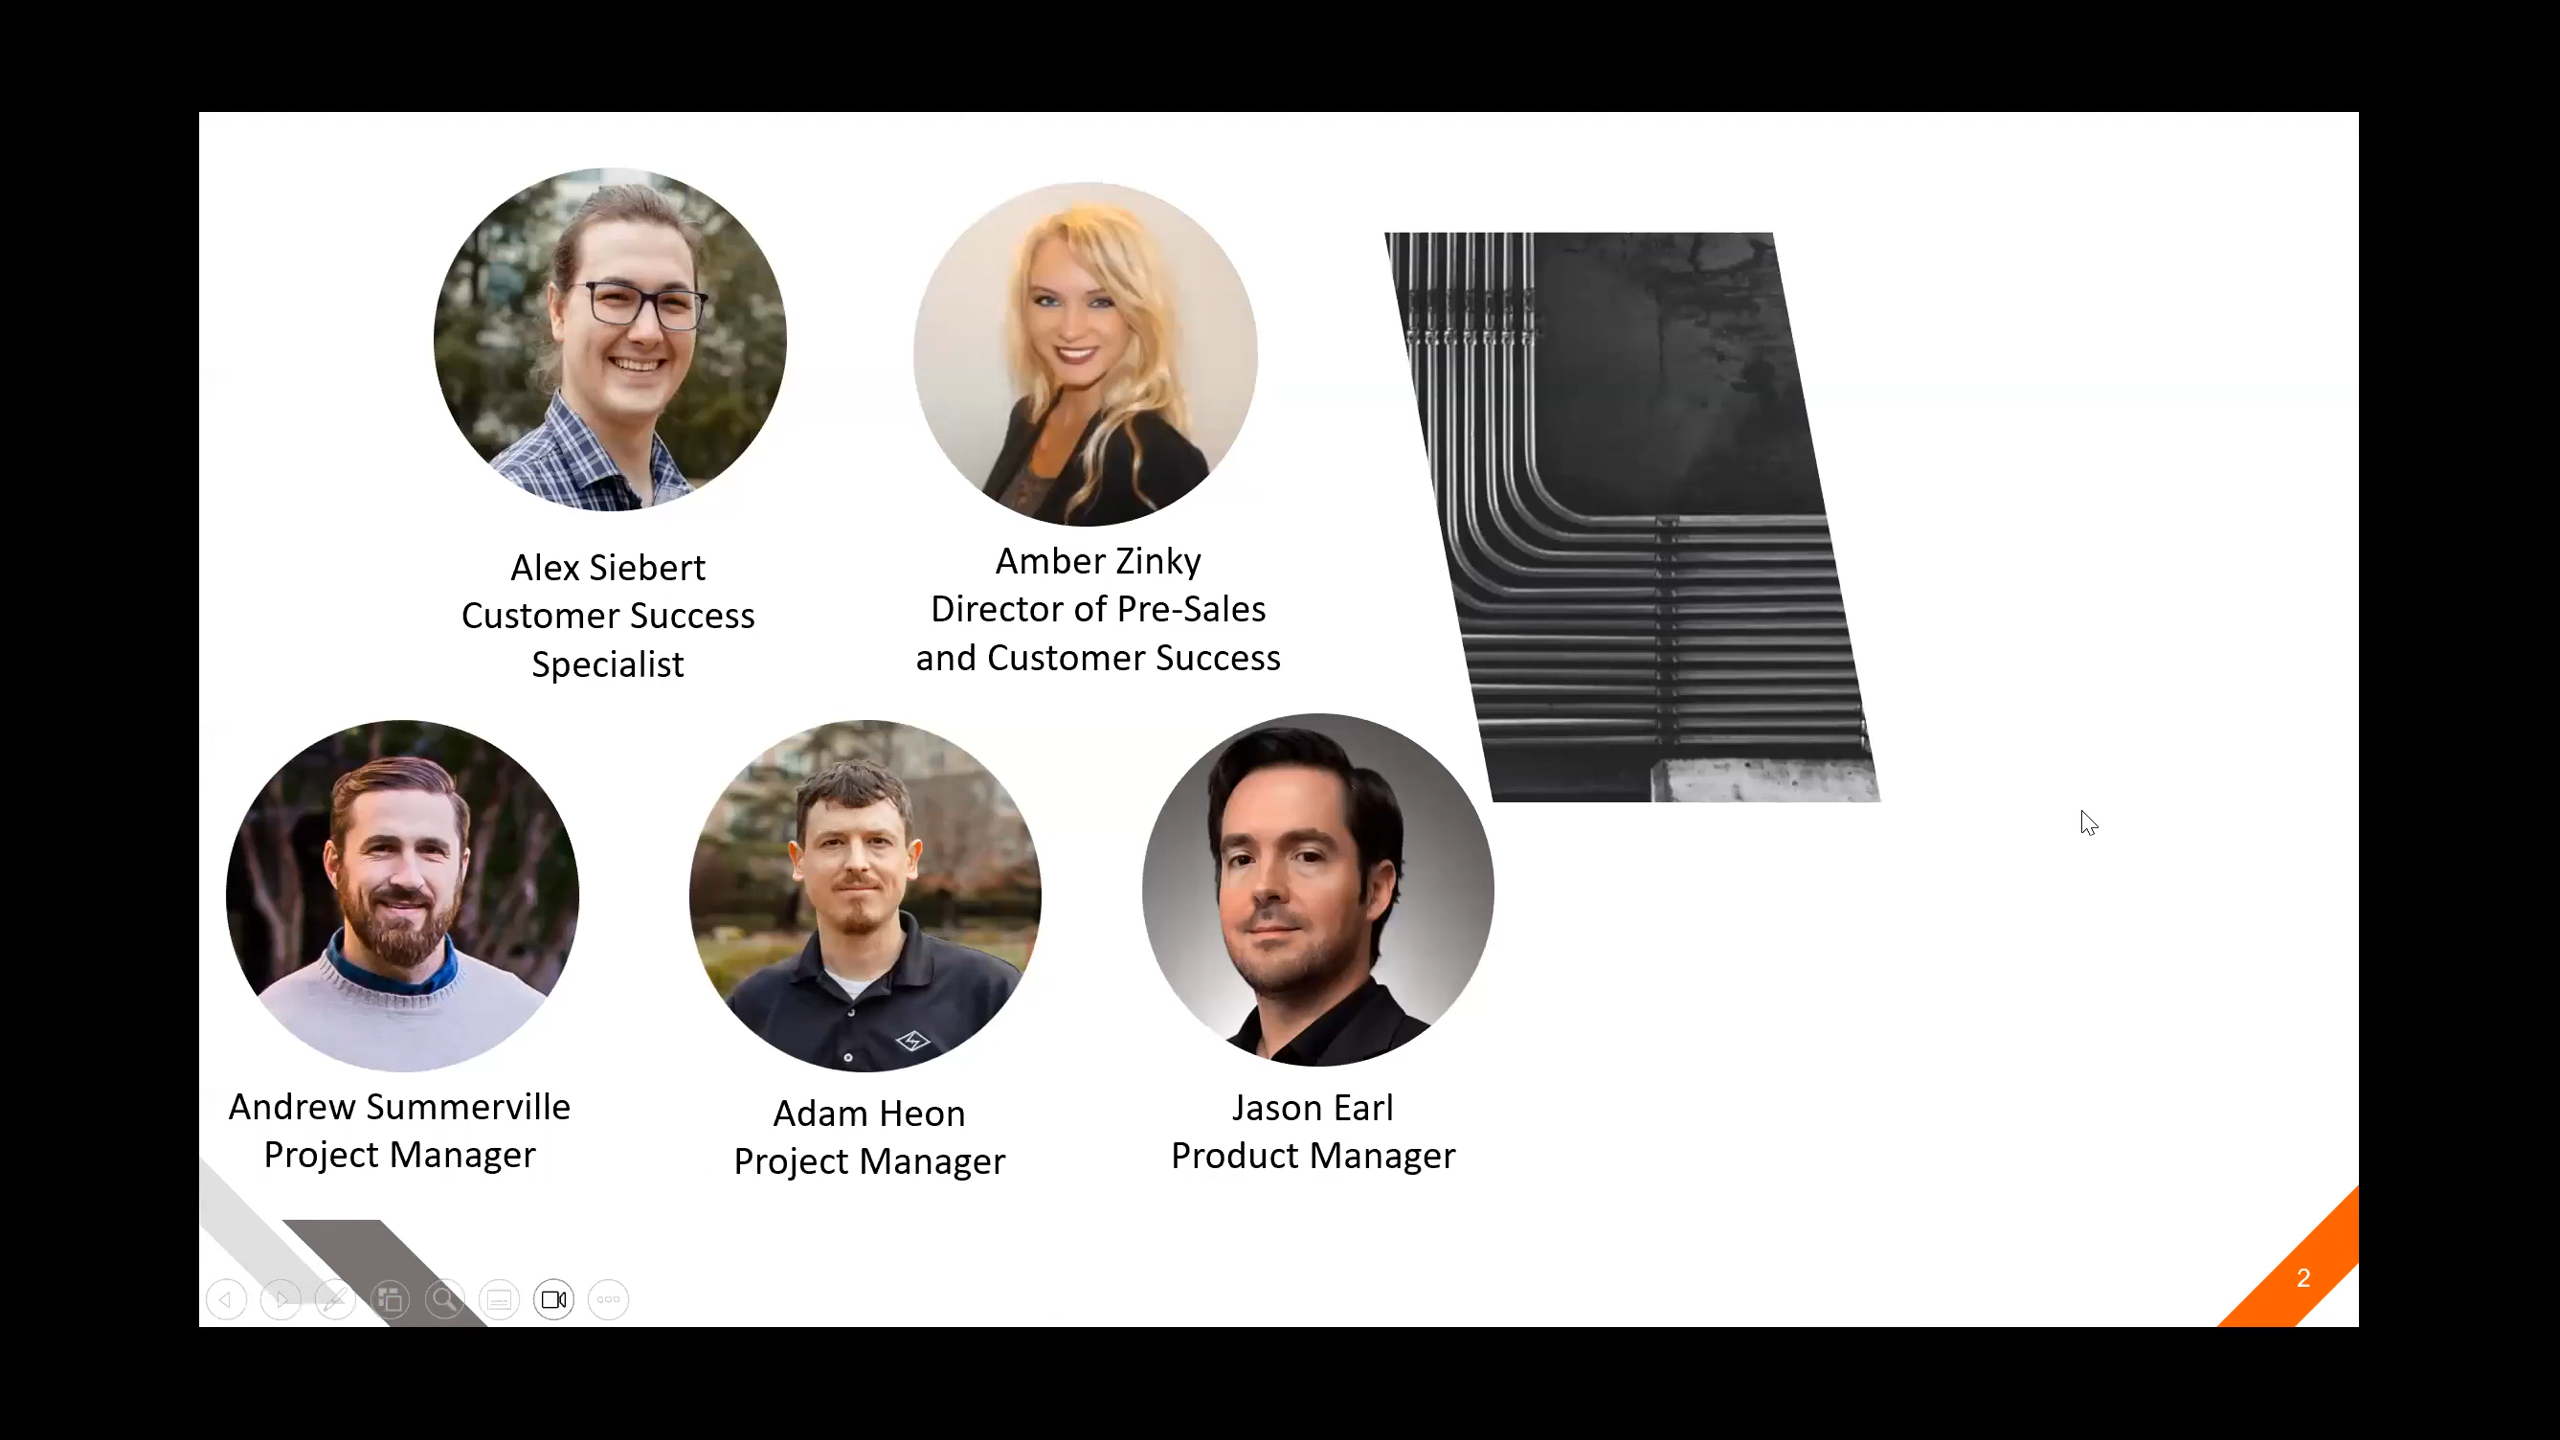 Alex Siebert
Customer Success
Specialist
Amber Zinky
Director of Pre-Sales
and Customer Success
Andrew Summerville
Project Manager
Adam Heon
Project Manager
Jason Earl
Product Manager
2